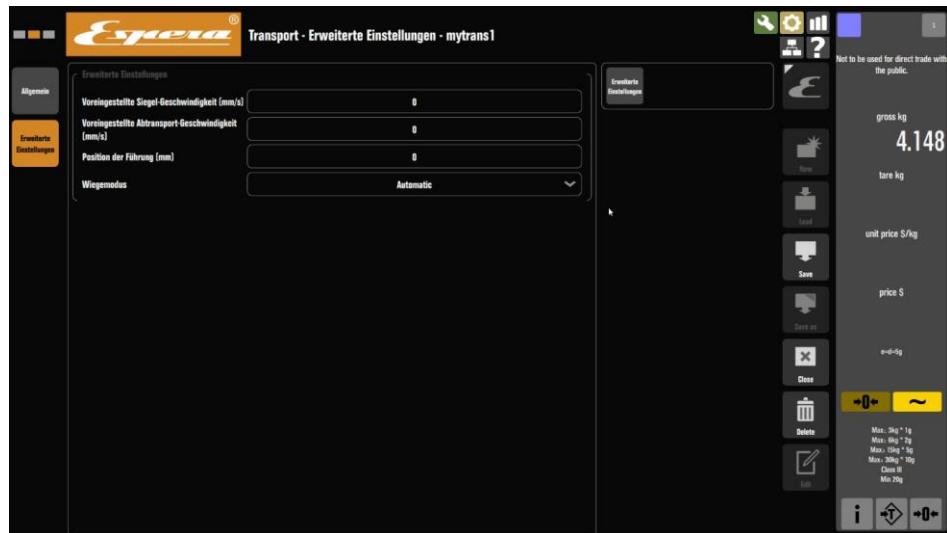 Espera®
Transport - Erweiterte Einstellungen - mytrans1
?
1
Allgemein
Erweiterte
Einstellungen
Erweiterte Einstellungen
Voreingestellte Siegel-Geschwindigkeit [mm/s]
0
Voreingestellte Abtransport-Geschwindigkeit
[mm/s]
0
Position der Führung [mm]
0
Wiegemodus
Automatic
Erweiterte
Einstellungen
E
New
Load
Save
Save as
Close
Delete
Edit
Not to be used for direct trade with
the public.
gross kg
4.148
tare kg
unit price $/kg
price $
e=d=5g
→0←
~
Max: 3kg * 1g
Max: 6kg * 2g
Max: 15kg * 5g
Max: 30kg * 10g
Class III
Min 20g
i
→T←
→0←